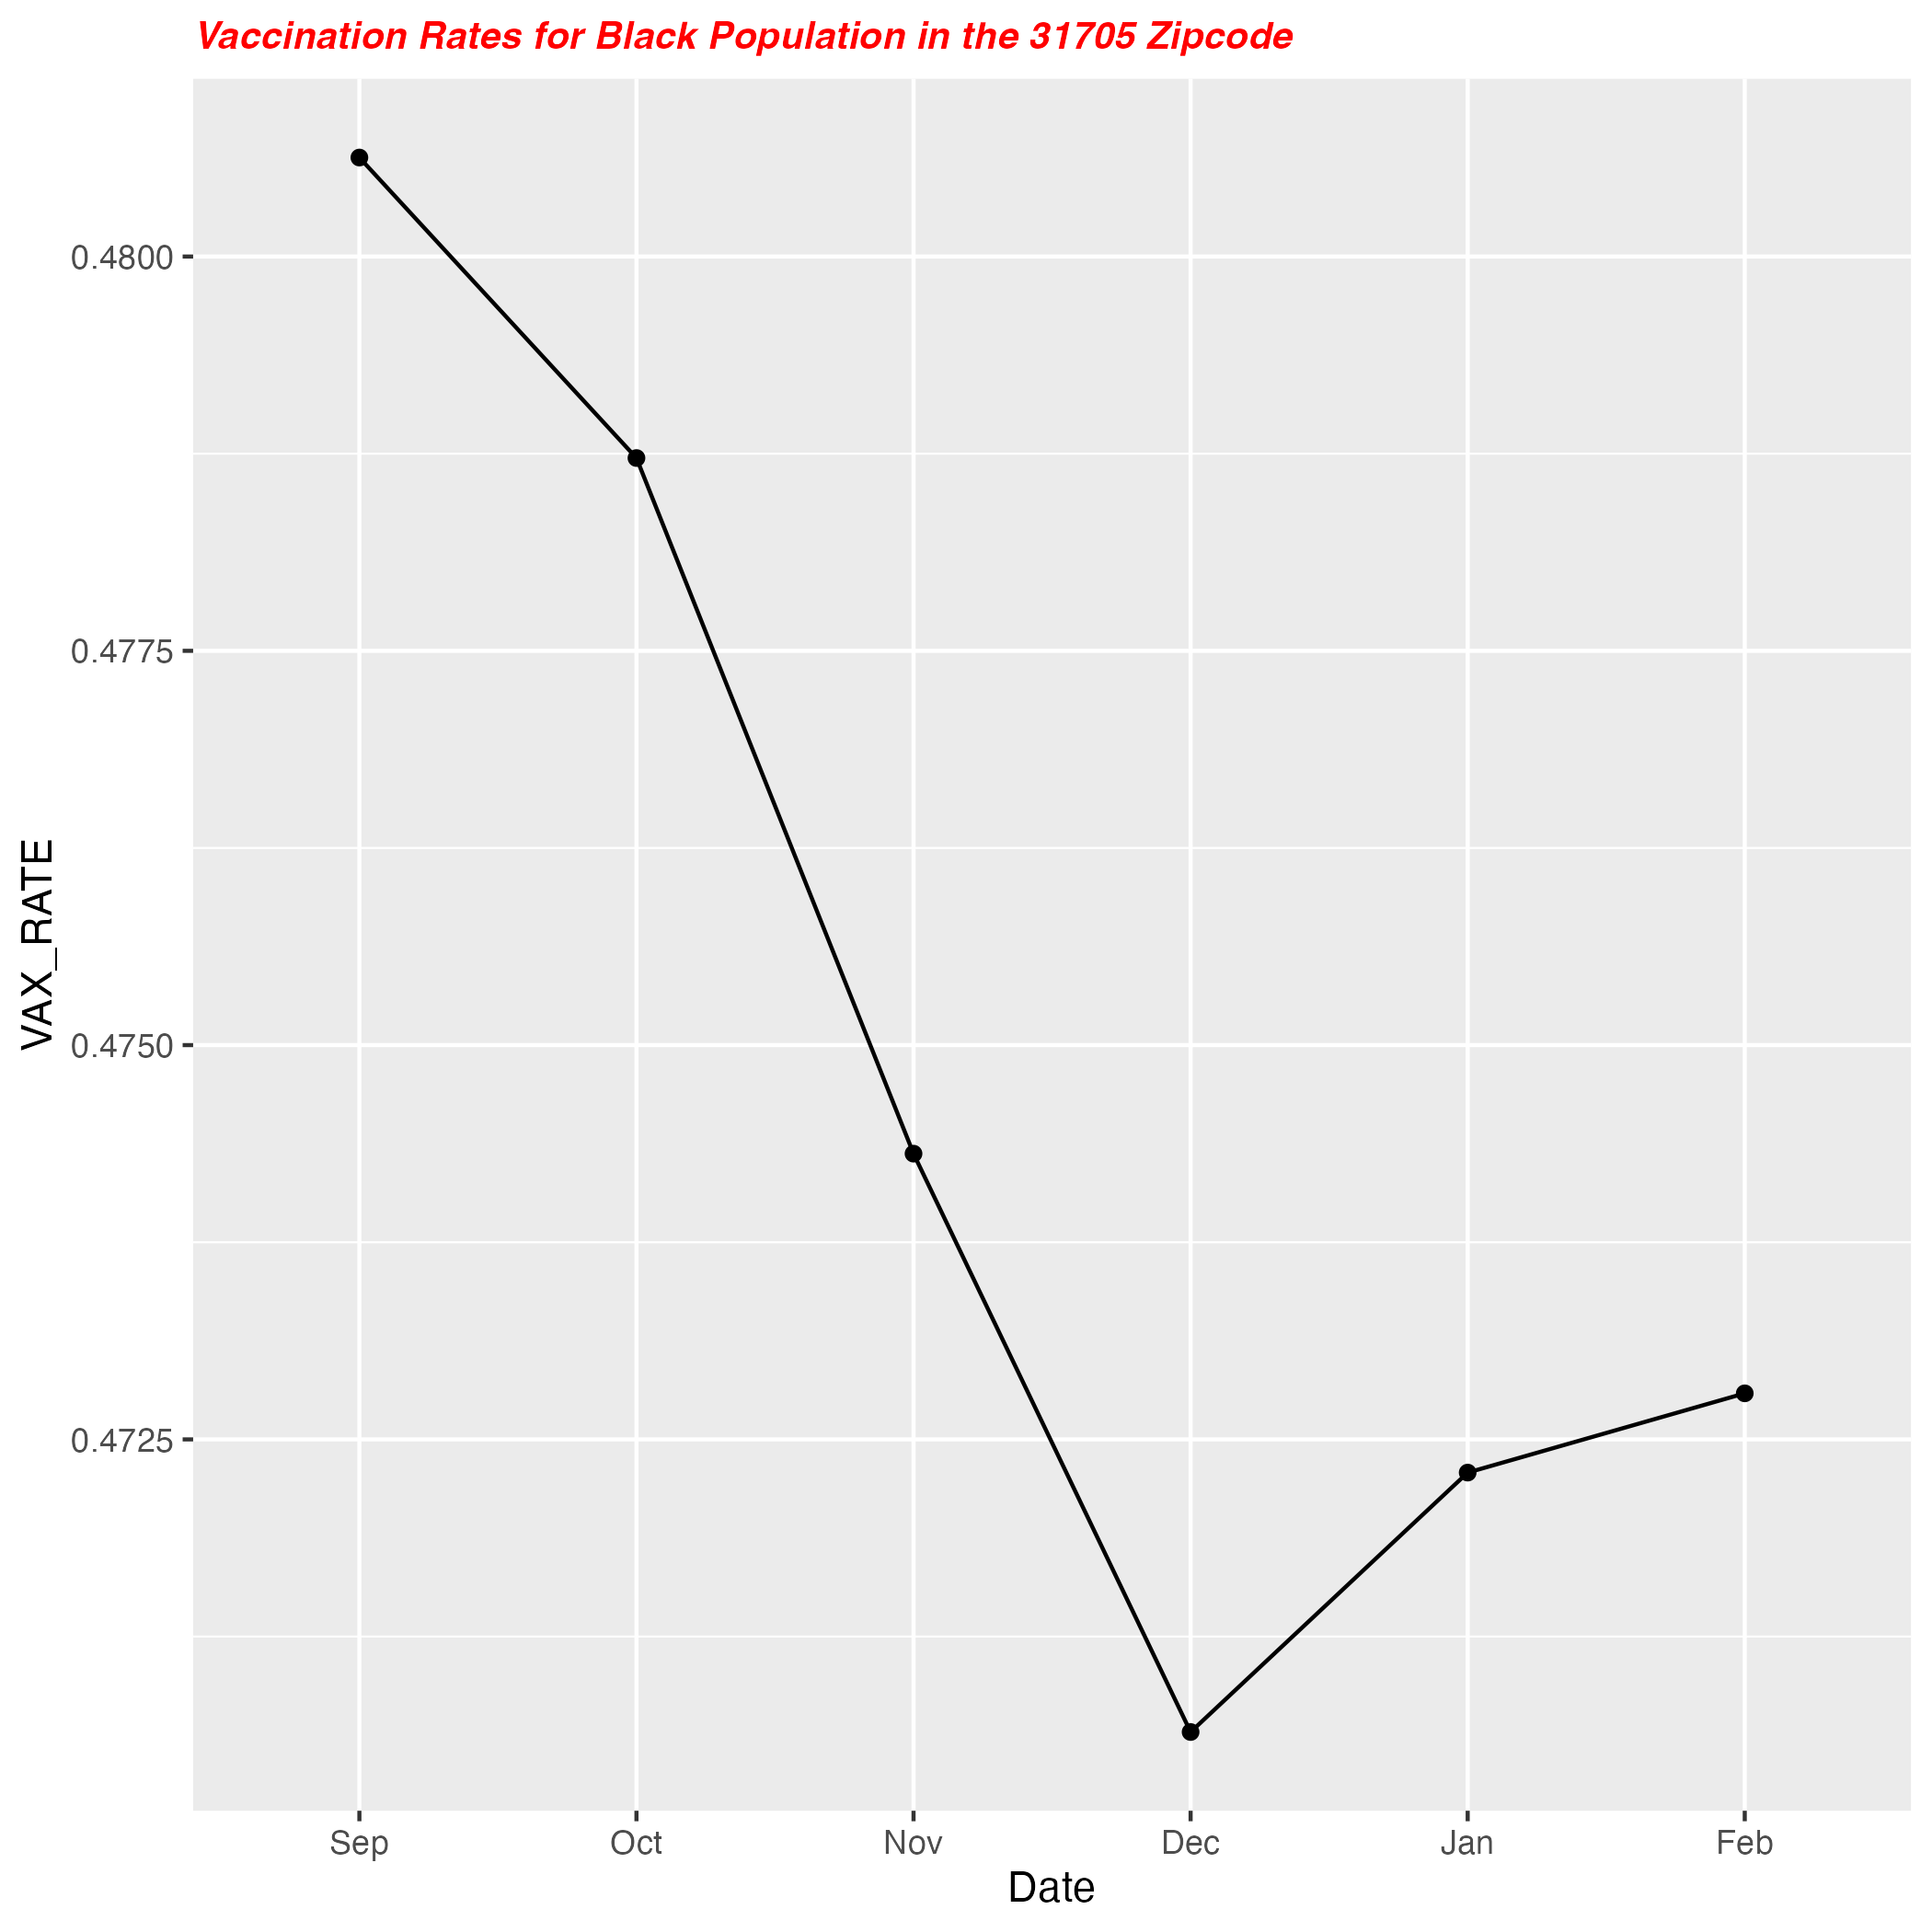 Vaccination Rates for Black Population in the 31705 Zipcode
VAX_RATE
0.4800
0.4775
0.4750
0.4725
Sep Oct Nov Dec Jan Feb
Date